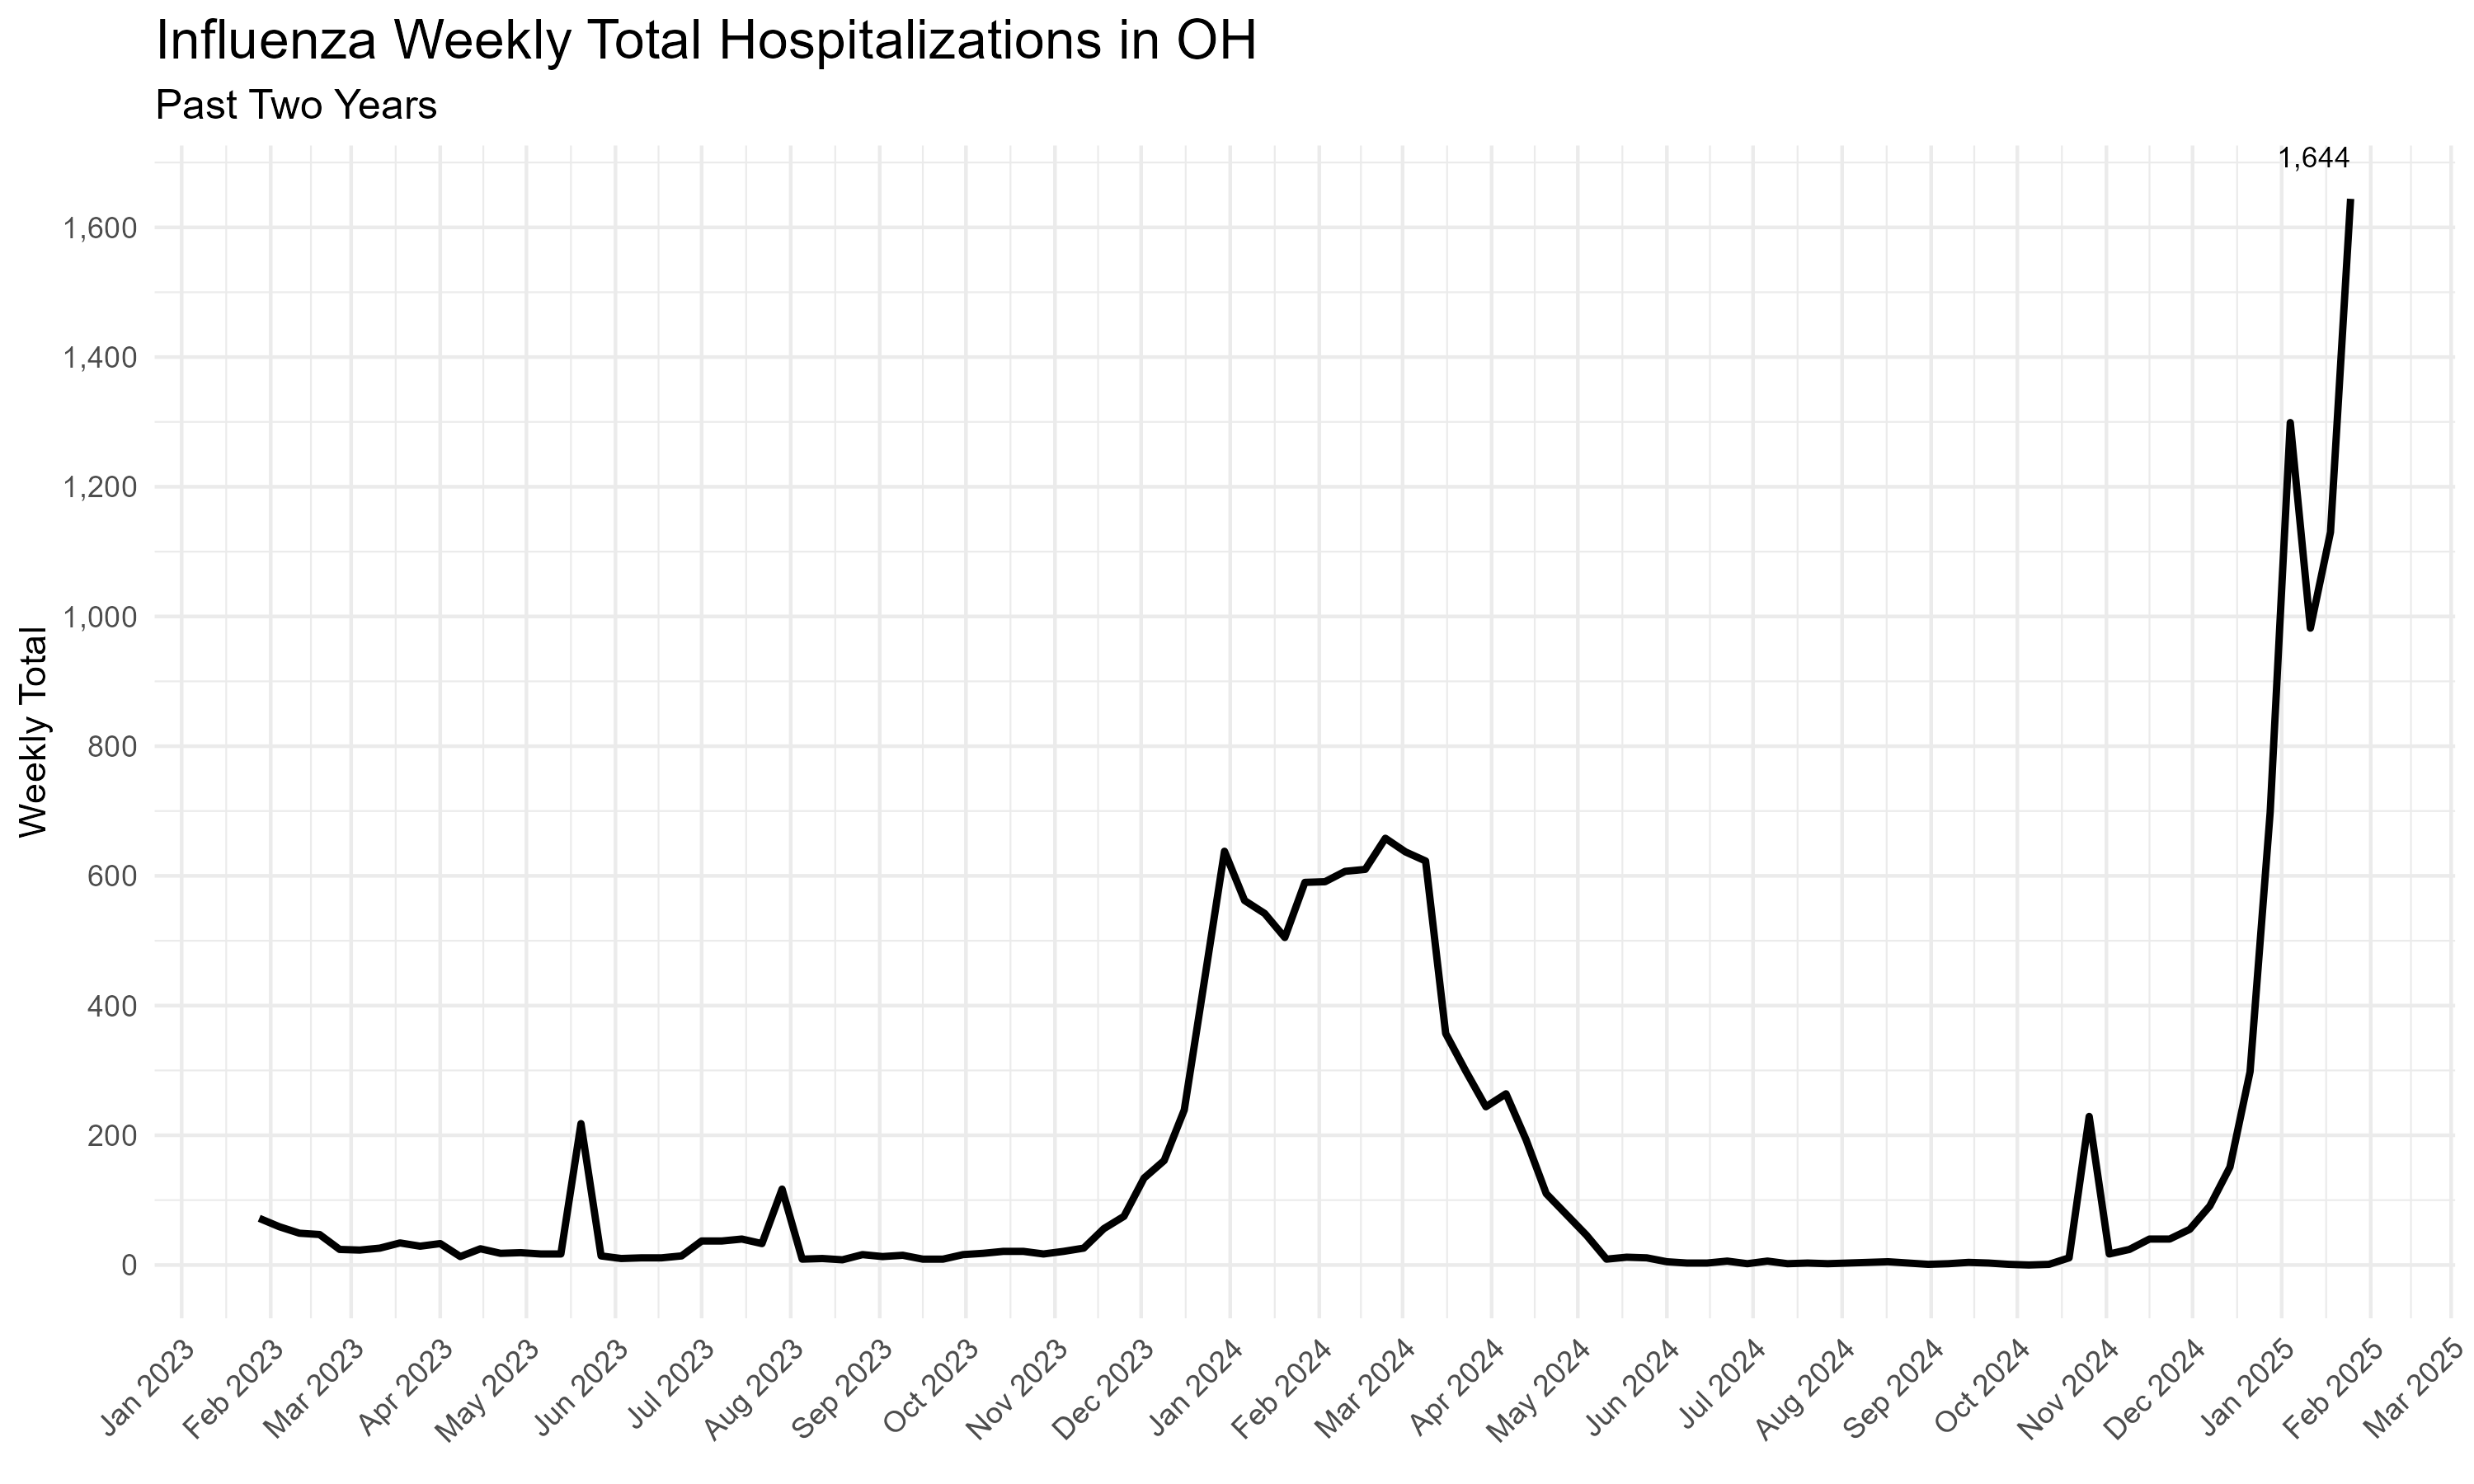 Influenza Weekly Total Hospitalizations in OH
Past Two Years
1,644
1,600
1,400
1,200
1,000
800
600
400
200
0
Weekly Total
Jan 2023
Feb 2023
Mar 2023
Apr 2023
May 2023
Jun 2023
Jul 2023
Aug 2023
Sep 2023
Oct 2023
Nov 2023
Dec 2023
Jan 2024
Feb 2024
Mar 2024
Apr 2024
May 2024
Jun 2024
Jul 2024
Aug 2024
Sep 2024
Oct 2024
Nov 2024
Dec 2024
Jan 2025
Feb 2025
Mar 2025